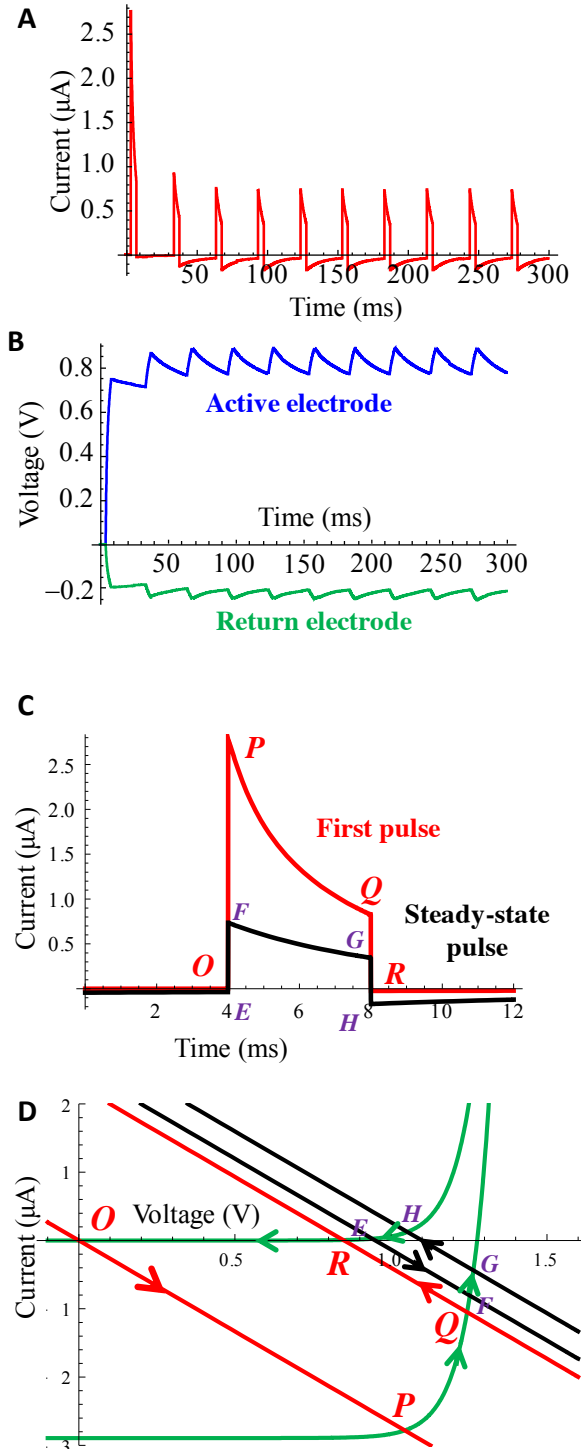 A
Current (μA)
2.5
2.0
1.5
1.0
0.5
50 100 150 200 250 300
Time (ms)
B
Voltage (V)
0.8
0.6
0.4
0.2
−0.2
Active electrode
Time (ms)
50 100 150 200 250 300
Return electrode
C
Current (μA)
2.5
2.0
1.5
1.0
0.5
P
First pulse
Q
F
Steady-state
pulse
G
O
R
E
H
2 4 6 8 10 12
Time (ms)
D
Current (μA)
2
1
1
2
3
O
Voltage (V)
E
H
0.5 1.0 1.5
R
G
F
Q
P